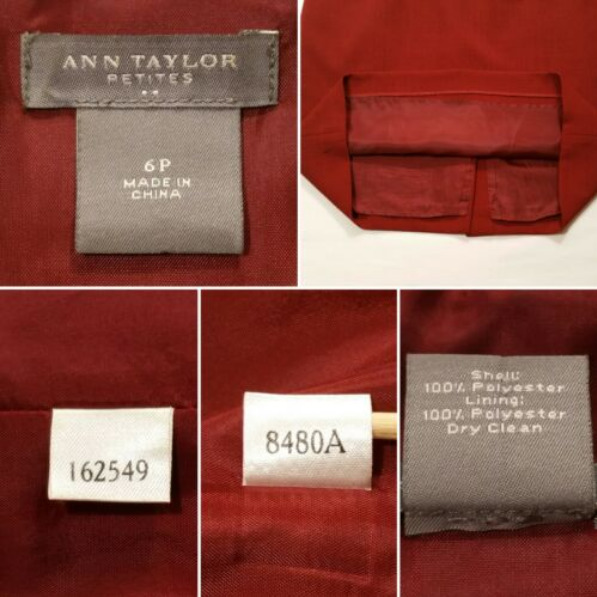 ANN TAYLOR
PETITES
6P
MADE IN
CHINA
162549
8480A
Shell:
100% Polyester
Lining:
100% Polyester
Dry Clean